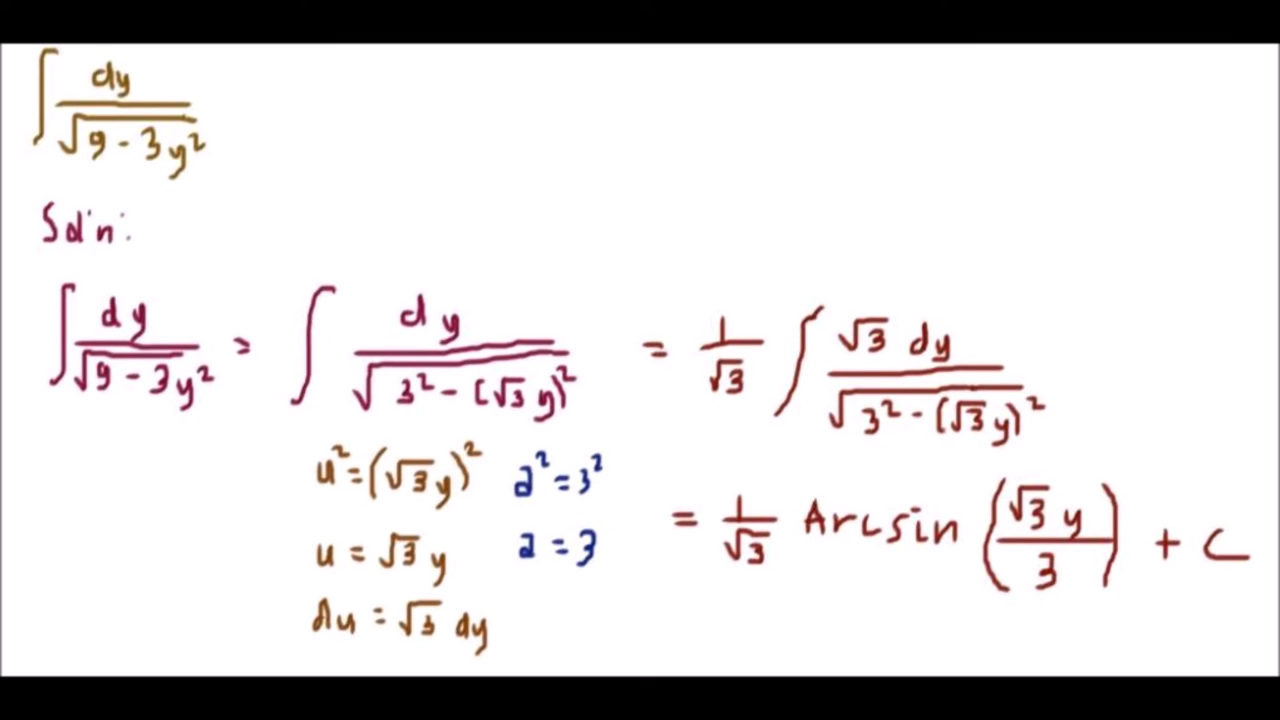 ∫ dy / √(9 - 3y²)
Sol'n:
∫ dy / √(9 - 3y²) = ∫ dy / √(3² - (√3 y)²) = 1/√3 ∫ √3 dy / √(3² - (√3 y)²)
u² = (√3 y)² a² = 3²
u = √3 y a = 3
du = √3 dy
= 1/√3 Arcsin (√3 y / 3) + C